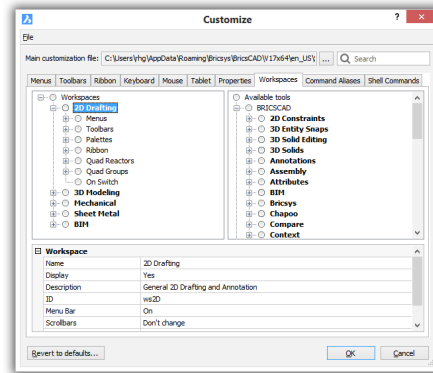 Customize
?
File
Main customization file: C:\Users\rhg\AppData\Roaming\Bricsys\BricsCAD\V17x64\en_US\( ... Search
Menus Toolbars Ribbon Keyboard Mouse Tablet Properties Workspaces Command Aliases Shell Commands
Workspaces
2D Drafting
Menus
Toolbars
Palettes
Ribbon
Quad Reactors
Quad Groups
On Switch
3D Modeling
Mechanical
Sheet Metal
BIM
Available tools
BRICSCAD
2D Constraints
3D Entity Snaps
3D Solid Editing
3D Solids
Annotations
Assembly
Attributes
BIM
Bricsys
Chapoo
Compare
Context
Workspace
Name 2D Drafting
Display Yes
Description General 2D Drafting and Annotation
ID ws2D
Menu Bar On
Scrollbars Don't change
Revert to defaults... OK Cancel